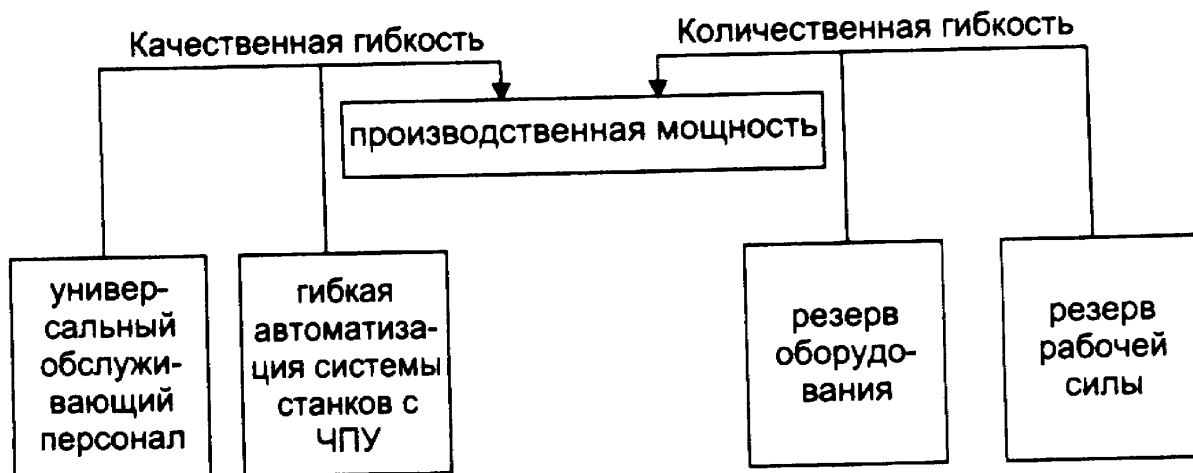 Качественная гибкость
Количественная гибкость
производственная мощность
универ-
сальный
обслужи-
вающий
персонал
гибкая
автоматиза-
ция системы
станков с
ЧПУ
резерв
оборудо-
вания
резерв
рабочей
силы